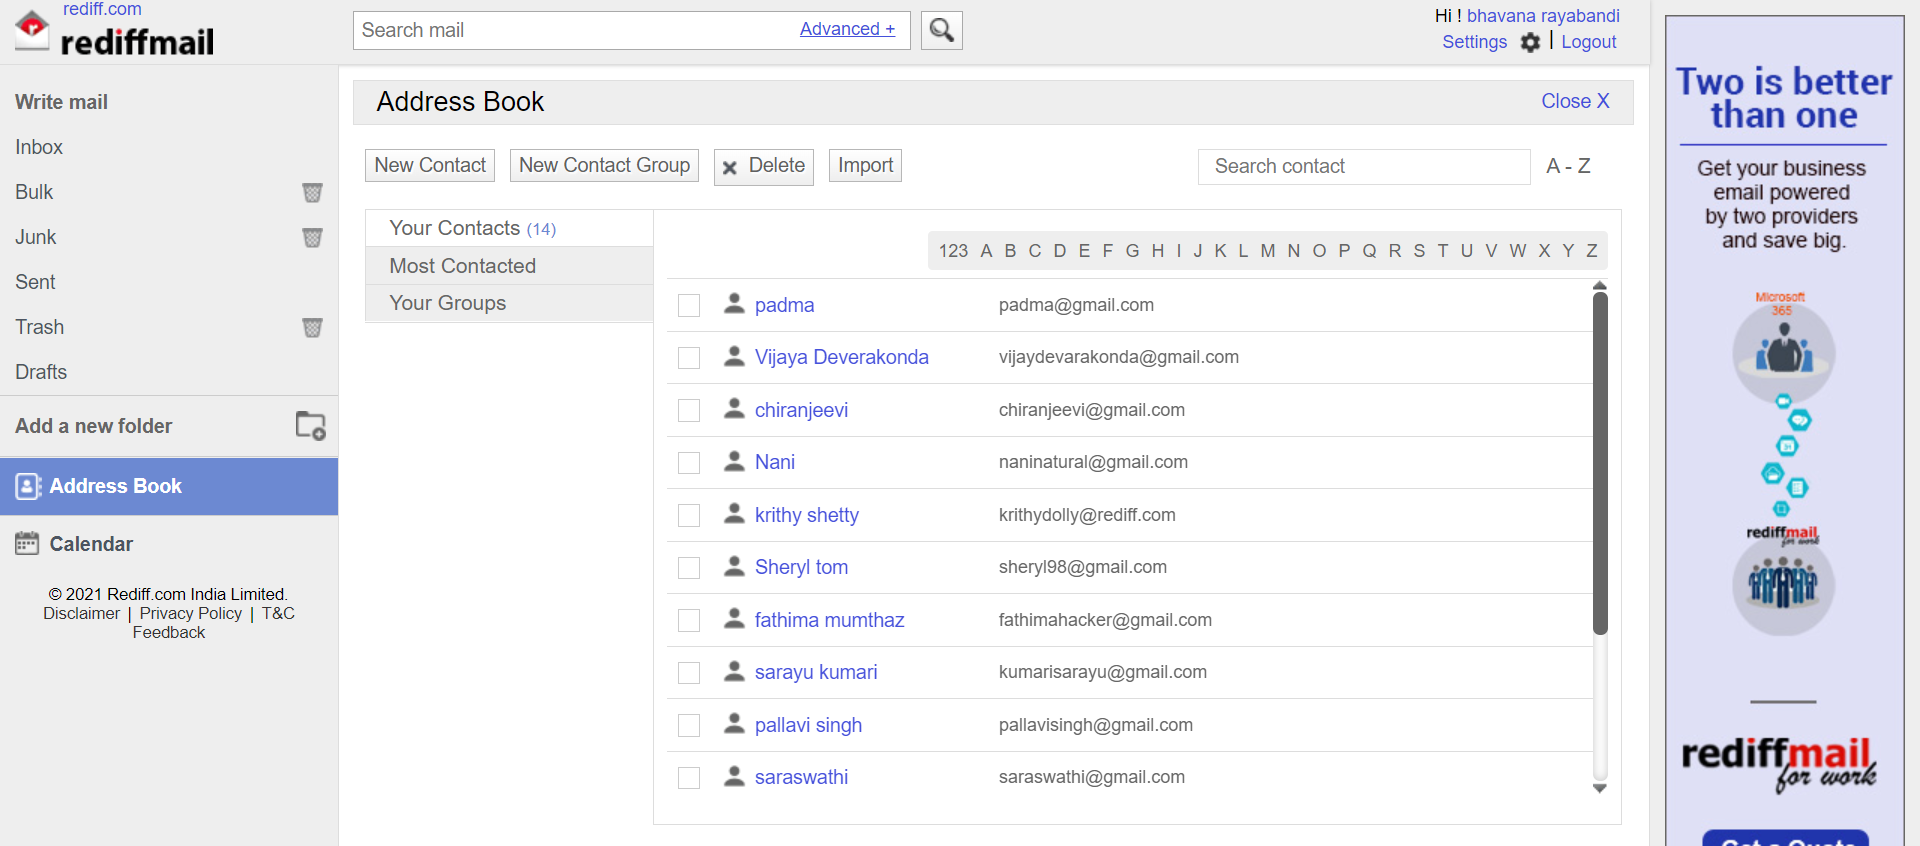 rediff.com
rediffmail
Search mail Advanced +
Hi ! bhavana rayabandi
Settings | Logout
Write mail
Inbox
Bulk
Junk
Sent
Trash
Drafts
Add a new folder
Address Book
Calendar
© 2021 Rediff.com India Limited.
Disclaimer | Privacy Policy | T&C
Feedback
Address Book Close X
New Contact New Contact Group Delete Import Search contact A - Z
Your Contacts (14)
Most Contacted
Your Groups
123 A B C D E F G H I J K L M N O P Q R S T U V W X Y Z
padma padma@gmail.com
Vijaya Deverakonda vijaydevarakonda@gmail.com
chiranjeevi chiranjeevi@gmail.com
Nani naninatural@gmail.com
krithy shetty krithydolly@rediff.com
Sheryl tom sheryl98@gmail.com
fathima mumthaz fathimahacker@gmail.com
sarayu kumari kumarisarayu@gmail.com
pallavi singh pallavisingh@gmail.com
saraswathi saraswathi@gmail.com
Two is better
than one
Get your business
email powered
by two providers
and save big.
Microsoft
365
rediffmail
for work
rediffmail
for work
Get a Quote